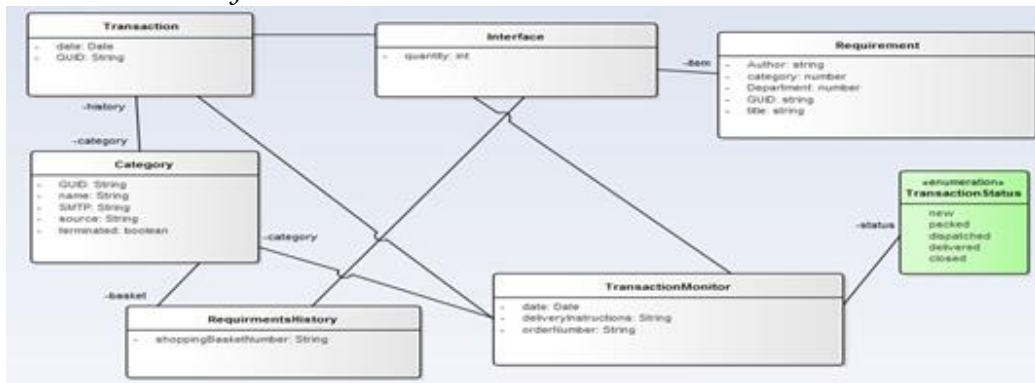 Transaction
- date: Date
- GUID: String
Interface
- quantity: int
Requirement
- Author: string
- category: number
- Department: number
- GUID: string
- title: string
-item
-history
-category
Category
- GUID: String
- name: String
- SMTP: String
- source: String
- terminated: boolean
-category
«enumeration»
TransactionStatus
new
packed
dispatched
delivered
closed
-status
-basket
RequirmentsHistory
- shoppingBasketNumber: String
TransactionMonitor
- date: Date
- deliveryInstructions: String
- orderNumber: String